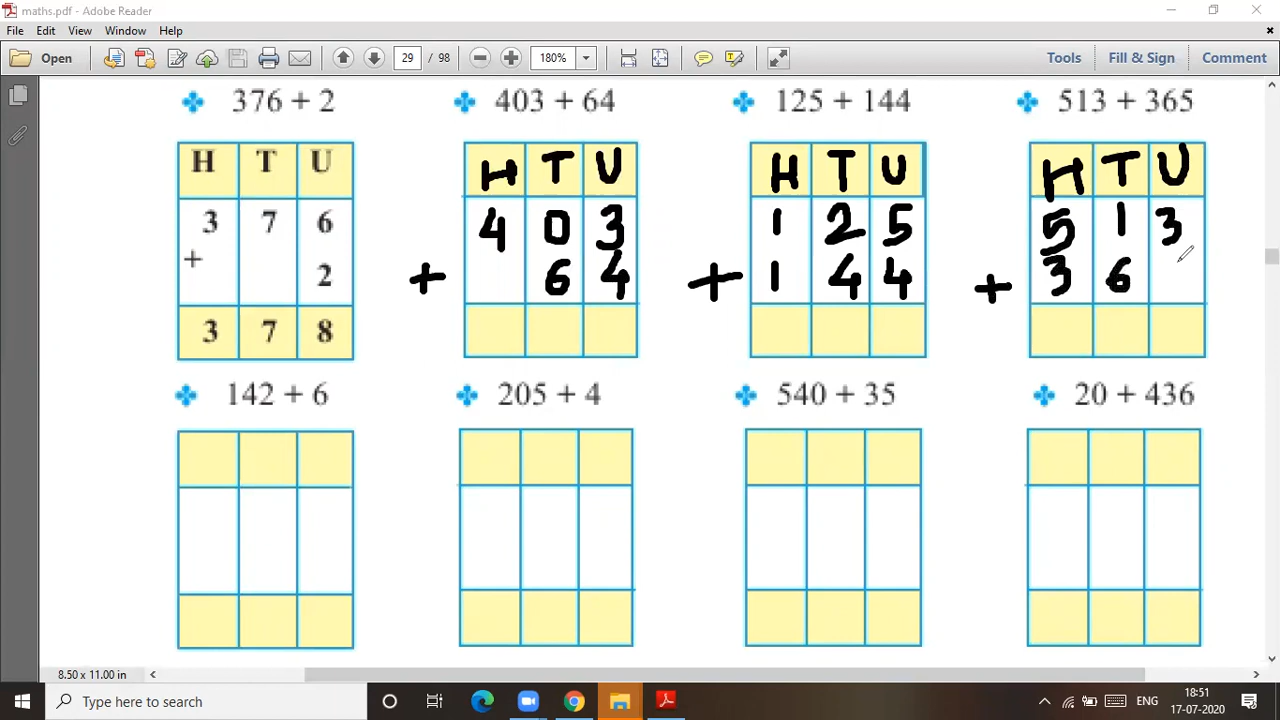 maths.pdf - Adobe Reader
File Edit View Window Help
Open 29 / 98 180% Tools Fill & Sign Comment
376 + 2 403 + 64 125 + 144 513 + 365
H T U H T U H T U H T U
3 7 6 4 0 3 1 2 5 5 1 3
+ 2 + 6 4 + 1 4 4 + 3 6
3 7 8
142 + 6 205 + 4 540 + 35 20 + 436
8.50 x 11.00 in
Type here to search ENG 18:51
17-07-2020